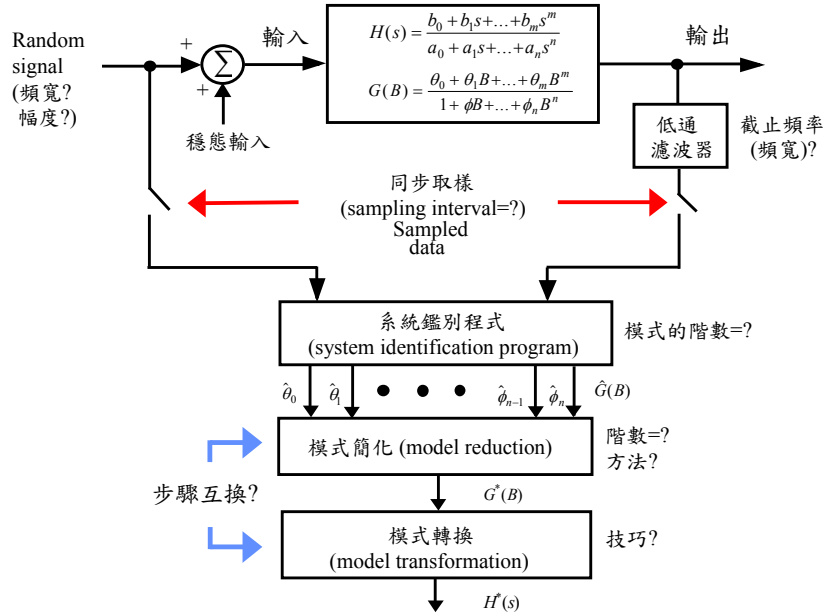 Random
signal
(頻寬?
幅度?)
+
∑
+
輸入
穩態輸入
H(s) = (b₀ + b₁s+…+ b_m s^m) / (a₀ + a₁s+…+ a_n s^n)
G(B) = (θ₀ + θ₁B+…+ θ_m B^m) / (1 + ϕB+…+ ϕ_n B^n)
輸出
低通
濾波器
截止頻率
(頻寬)?
同步取樣
(sampling interval=?)
Sampled
data
系統鑑別程式
(system identification program)
模式的階數=?
θ̂₀ θ̂₁ • • • ϕ̂ₙ₋₁ ϕ̂ₙ Ĝ(B)
模式簡化 (model reduction)
階數=?
方法?
步驟互換?
G*(B)
模式轉換
(model transformation)
技巧?
H*(s)